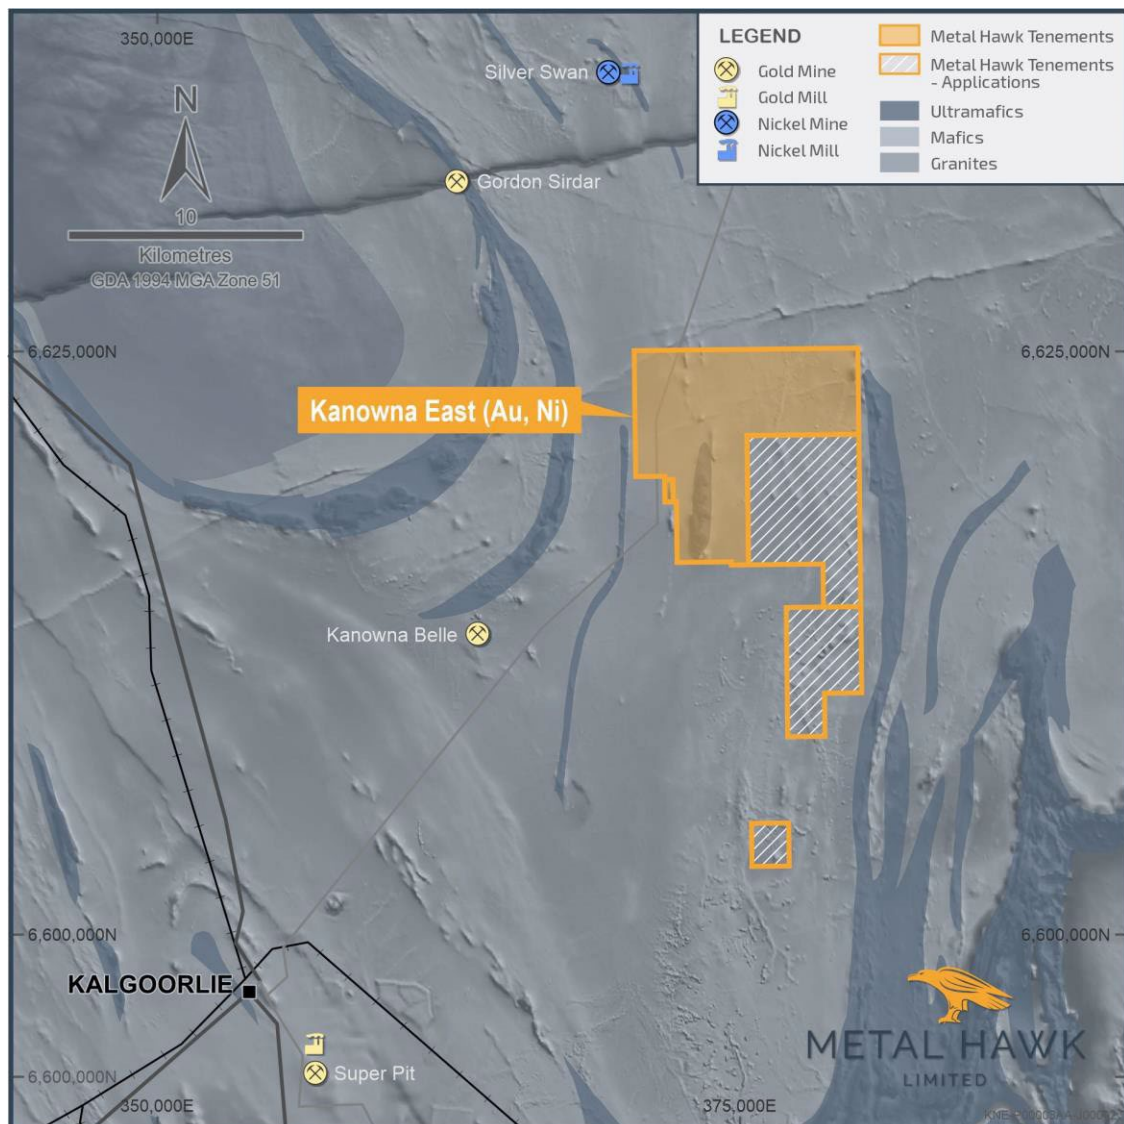 350,000E
LEGEND
Gold Mine
Gold Mill
Nickel Mine
Nickel Mill
Metal Hawk Tenements
Metal Hawk Tenements
- Applications
Ultramafics
Mafics
Granites
Silver Swan
N
Gordon Sirdar
10
Kilometres
GDA 1994 MGA Zone 51
6,625,000N
6,625,000N
Kanowna East (Au, Ni)
Kanowna Belle
6,600,000N
6,600,000N
KALGOORLIE
METAL HAWK
LIMITED
Super Pit
6,600,000N
350,000E
375,000E